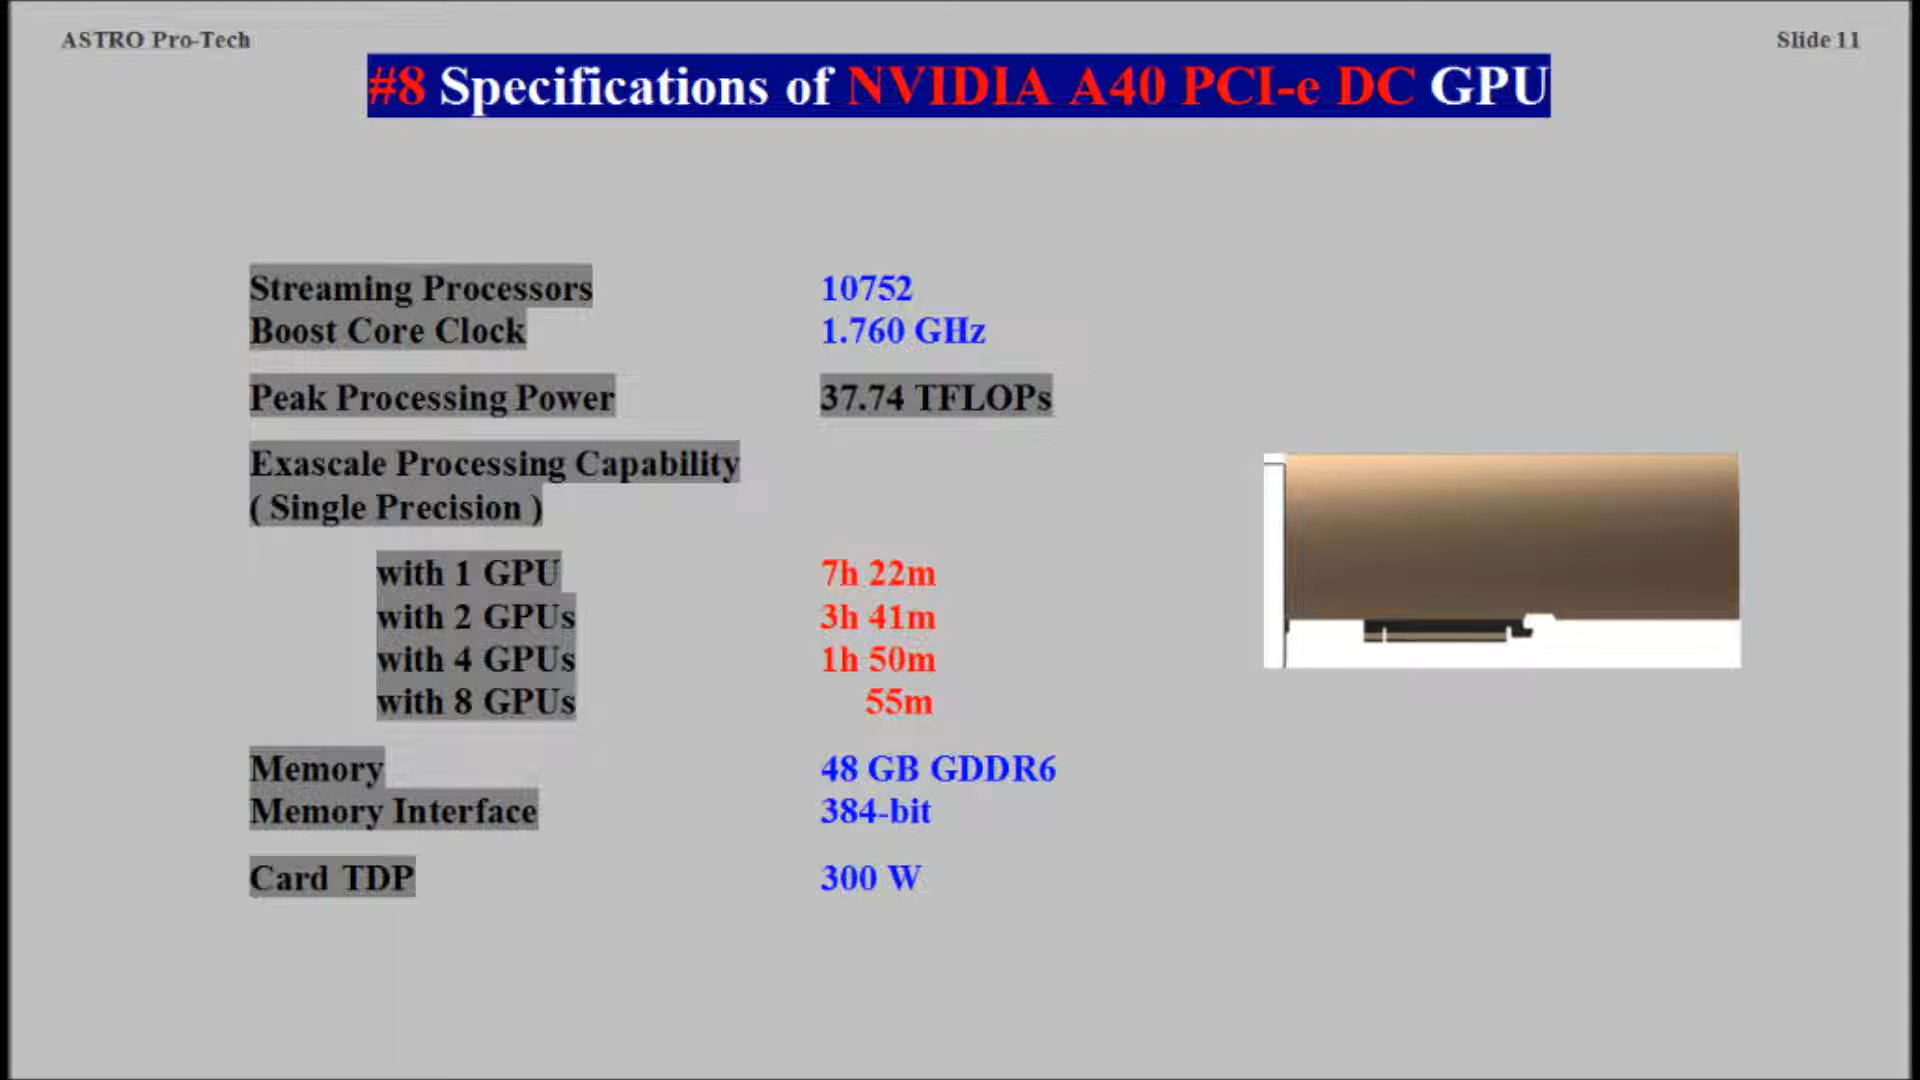 ASTRO Pro-Tech
Slide 11
#8 Specifications of NVIDIA A40 PCI-e DC GPU
Streaming Processors 10752
Boost Core Clock 1.760 GHz
Peak Processing Power 37.74 TFLOPs
Exascale Processing Capability
( Single Precision )
with 1 GPU 7h 22m
with 2 GPUs 3h 41m
with 4 GPUs 1h 50m
with 8 GPUs 55m
Memory 48 GB GDDR6
Memory Interface 384-bit
Card TDP 300 W